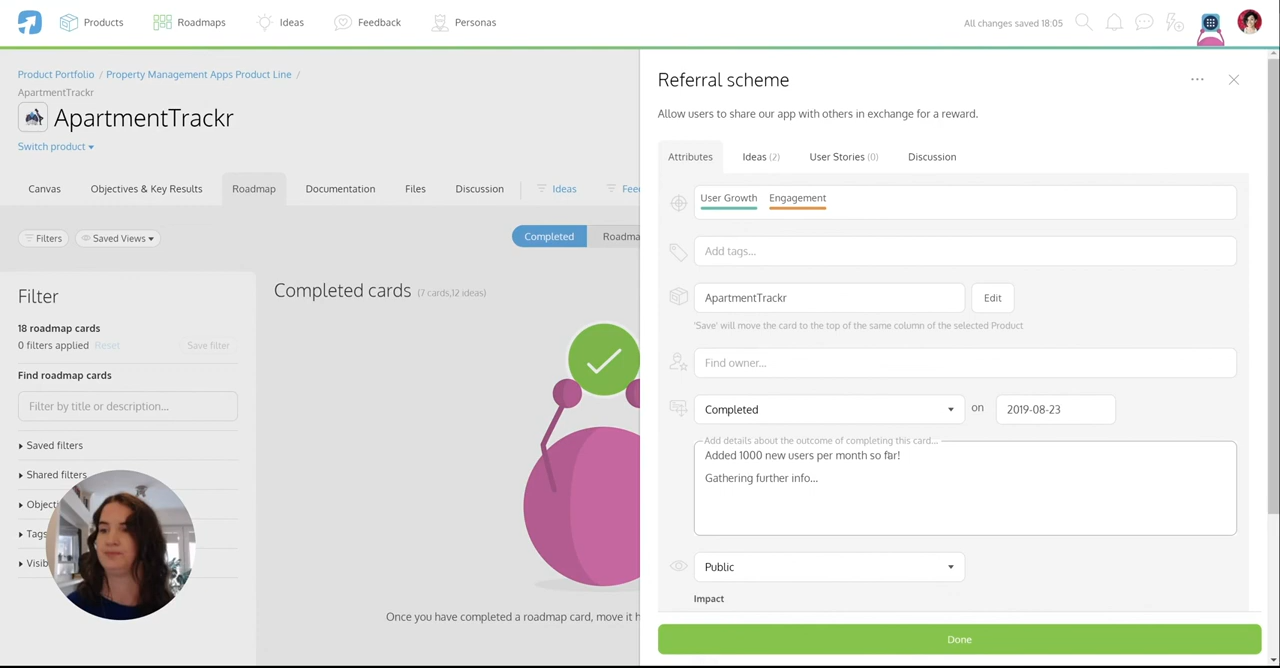 Products
Roadmaps
Ideas
Feedback
Personas
All changes saved 18:05
Product Portfolio / Property Management Apps Product Line /
ApartmentTrackr
ApartmentTrackr
Switch product
Canvas
Objectives & Key Results
Roadmap
Documentation
Files
Discussion
Ideas
Fee
Filters
Saved Views
Completed
Roadma
Filter
18 roadmap cards
0 filters applied Reset
Save filter
Find roadmap cards
Filter by title or description...
Saved filters
Shared filters
Objecti
Tags
Visib
Completed cards (7 cards,12 ideas)
Once you have completed a roadmap card, move it h
Referral scheme
Allow users to share our app with others in exchange for a reward.
Attributes
Ideas (2)
User Stories (0)
Discussion
User Growth
Engagement
Add tags...
ApartmentTrackr
Edit
'Save' will move the card to the top of the same column of the selected Product
Find owner...
Completed
on
2019-08-23
Add details about the outcome of completing this card...
Added 1000 new users per month so far!
Gathering further info...
Public
Impact
Done